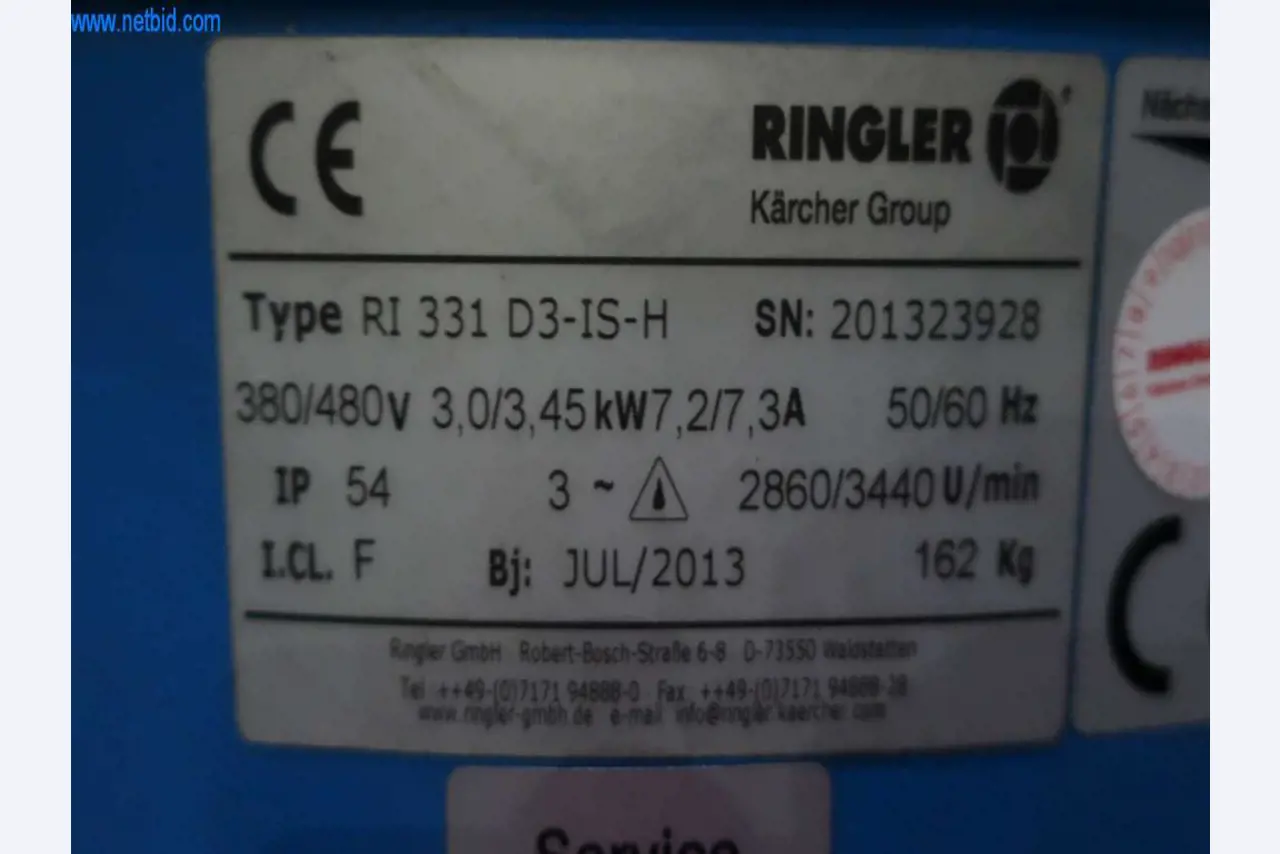 www.netbid.com
CE
RINGLER
Kärcher Group
Type RI 331 D3-IS-H SN: 201323928
380/480V 3,0/3,45kW7,2/7,3A 50/60 Hz
IP 54 3 ~ 2860/3440U/min
I.CL. F Bj: JUL/2013 162 Kg
Ringler GmbH Robert-Bosch-Straße 6-8 D-73550 Waldstetten
Tel ++49-(0)7171 94888-0 Fax ++49-(0)7171 94888-28
www.ringler-gmbh.de e-mail info@ringler.kaercher.com
Service